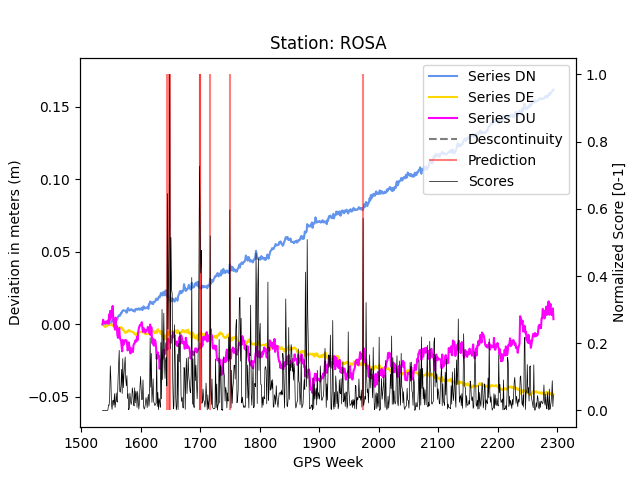 Station: ROSA
Series DN
Series DE
Series DU
Descontinuity
Prediction
Scores
Deviation in meters (m)
0.15
0.10
0.05
0.00
−0.05
Normalized Score [0-1]
1.0
0.8
0.6
0.4
0.2
0.0
1500 1600 1700 1800 1900 2000 2100 2200 2300
GPS Week